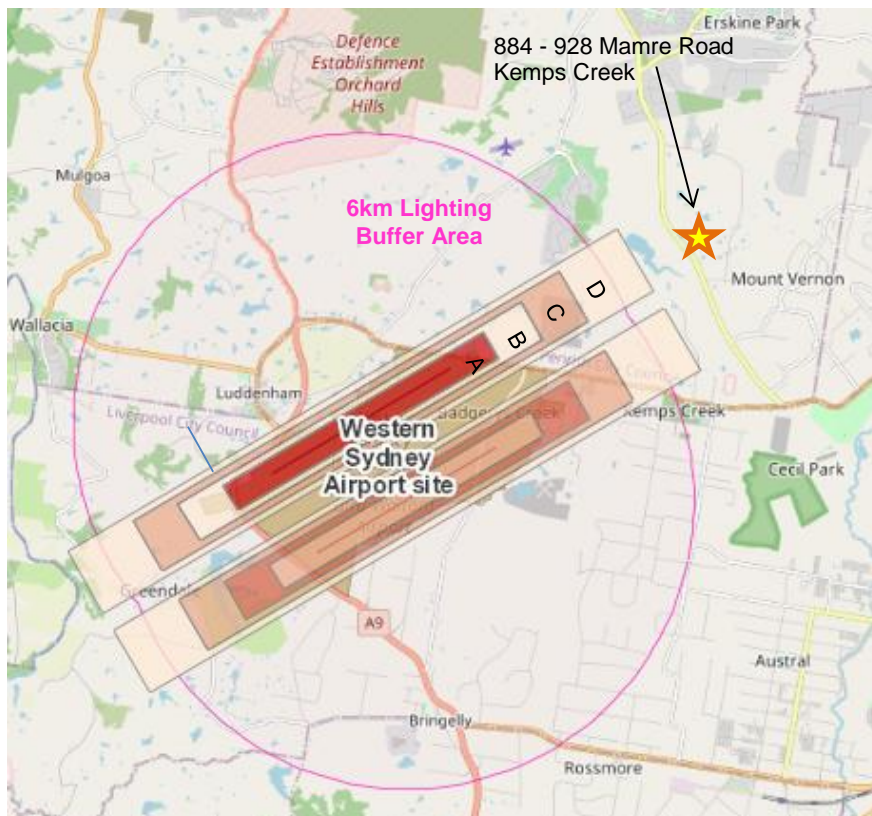 Erskine Park
884 - 928 Mamre Road
Kemps Creek
Defence
Establishment
Orchard
Hills
Mulgoa
6km Lighting
Buffer Area
Mount Vernon
D
C
B
A
Wallacia
Luddenham
Liverpool City Council
Kemps Creek
Western
Sydney
Airport site
Cecil Park
Greendale
A9
Austral
Bringelly
Rossmore